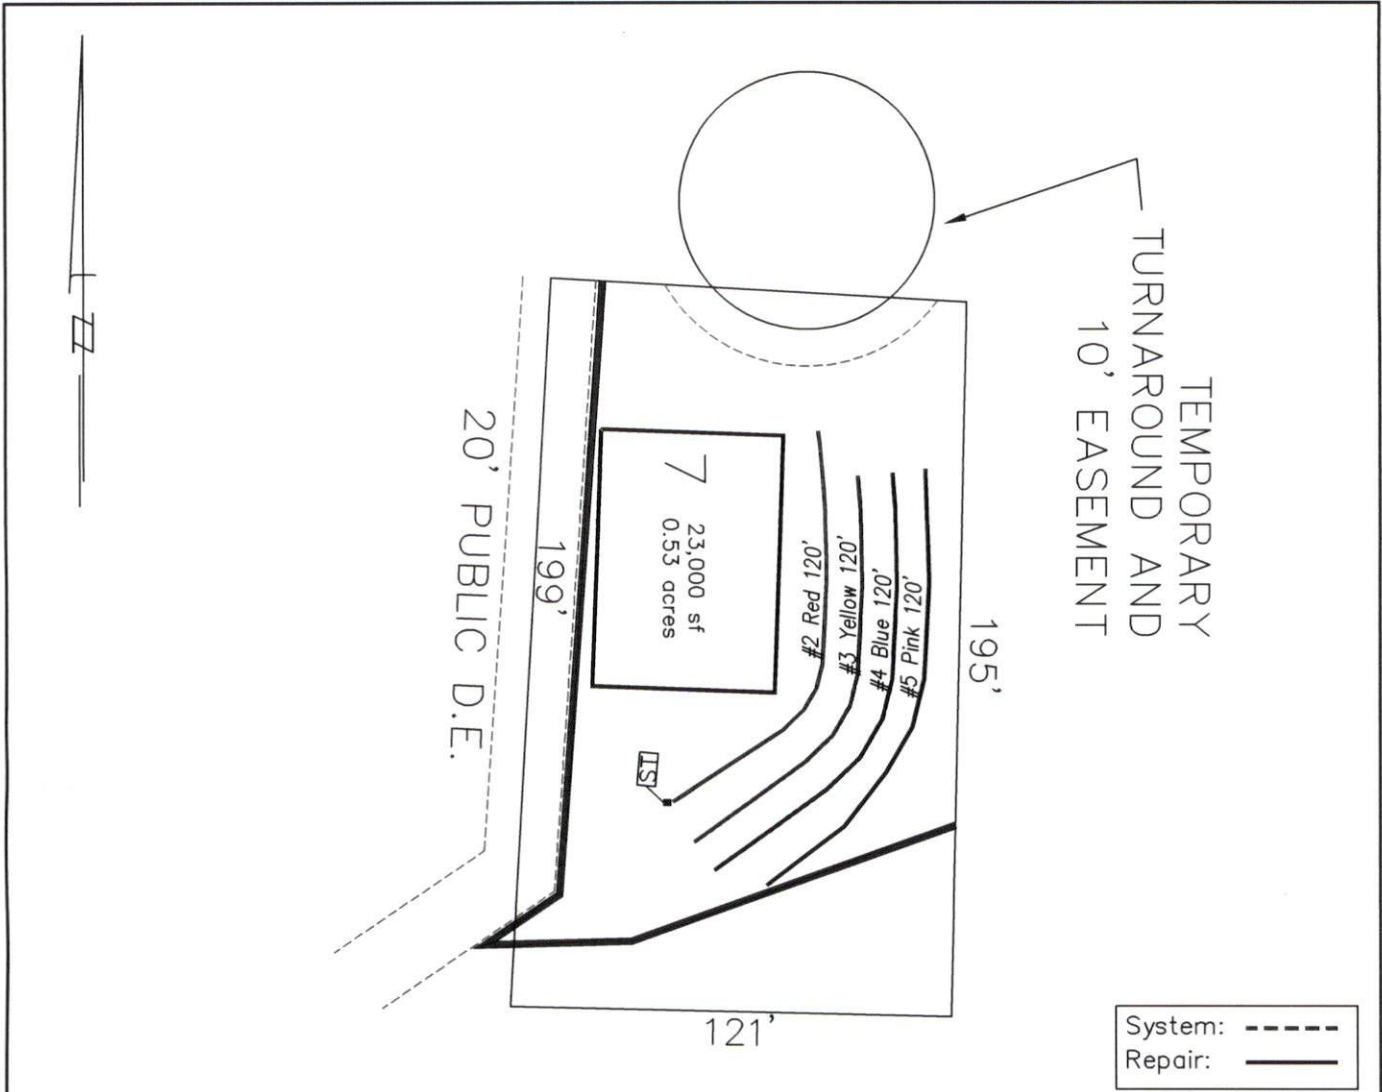 TEMPORARY
TURNAROUND AND
10' EASEMENT
195'
#2 Red 120'
#3 Yellow 120'
#4 Blue 120'
#5 Pink 120'
7
23,000 sf
0.53 acres
199'
20' PUBLIC D.E.
ST
121'
System:
Repair: